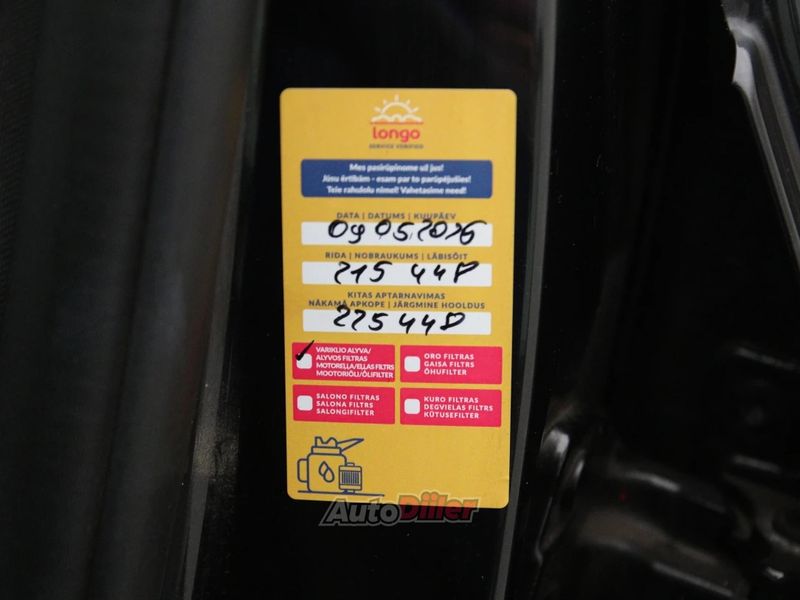 longo
SERVICE VERIFIED
Mes pasirūpinome už jus!
Jūsu ērtībām - esam par to parūpējušies!
Teie rahulolu nimel! Vahetasime need!
DATA | DATUMS | KUUPÄEV
09 05.2026
RIDA | NOBRAUKUMS | LÄBISÕIT
215 448
KITAS APTARNAVIMAS
NĀKAMĀ APKOPE | JÄRGMINE HOOLDUS
225 448
VARIKLIO ALYVA/
ALYVOS FILTRAS
MOTORELLA/EĻĻAS FILTRS
MOOTORIÕLI/ÕLIFILTER
ORO FILTRAS
GAISA FILTRS
ÕHUFILTER
SALONO FILTRAS
SALONA FILTRS
SALONGIFILTER
KURO FILTRAS
DEGVIELAS FILTRS
KÜTUSEFILTER
AutoDiiler